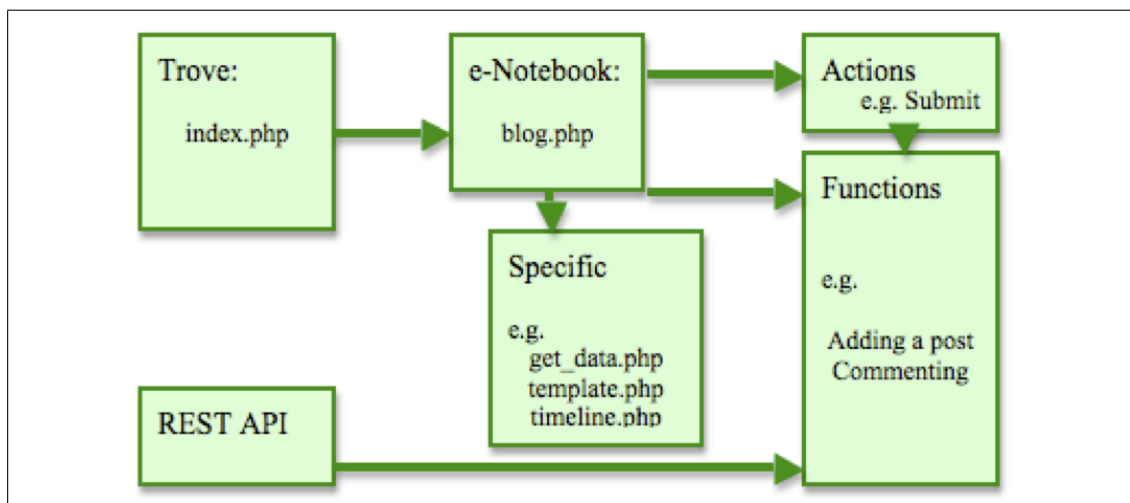 Trove:
index.php
e-Notebook:
blog.php
Actions
e.g. Submit
Functions
e.g.
Adding a post
Commenting
Specific
e.g.
get_data.php
template.php
timeline.php
REST API